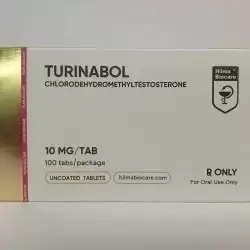 TURINABOL
CHLORODEHYDROMETHYLTESTOSTERONE
Hilma
Biocare
10 MG/TAB
100 tabs/package
UNCOATED TABLETS
hilmabiocare.com
℞ ONLY
For Oral Use Only